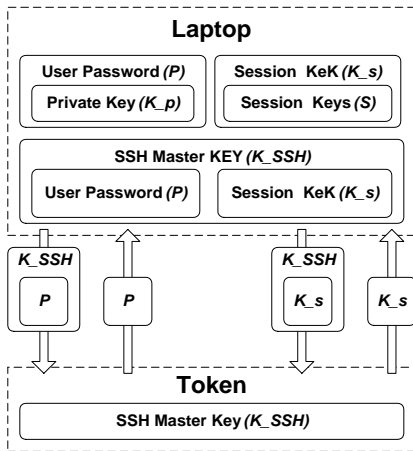 Laptop
User Password (P)
Private Key (K_p)
Session KeK (K_s)
Session Keys (S)
SSH Master KEY (K_SSH)
User Password (P)
Session KeK (K_s)
K_SSH
P
P
K_SSH
K_s
K_s
Token
SSH Master Key (K_SSH)